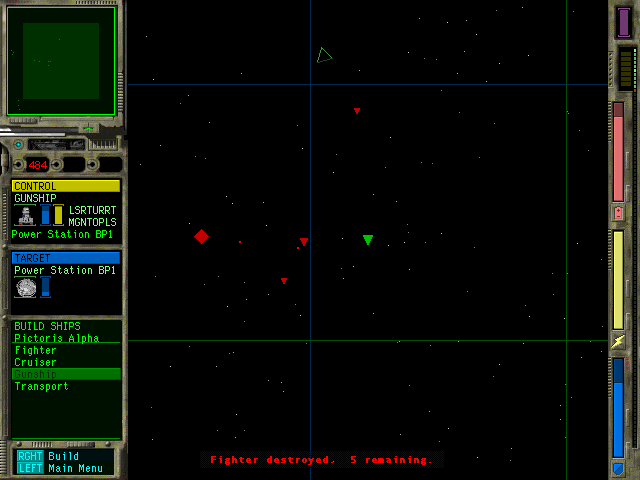 484
CONTROL
GUNSHIP
LSRTURRT
MGNTOPLS
Power Station BP1
TARGET
Power Station BP1
BUILD SHIPS
Pictoris Alpha
Fighter
Cruiser
Gunship
Transport
RGHT Build
LEFT Main Menu
Fighter destroyed. 5 remaining.